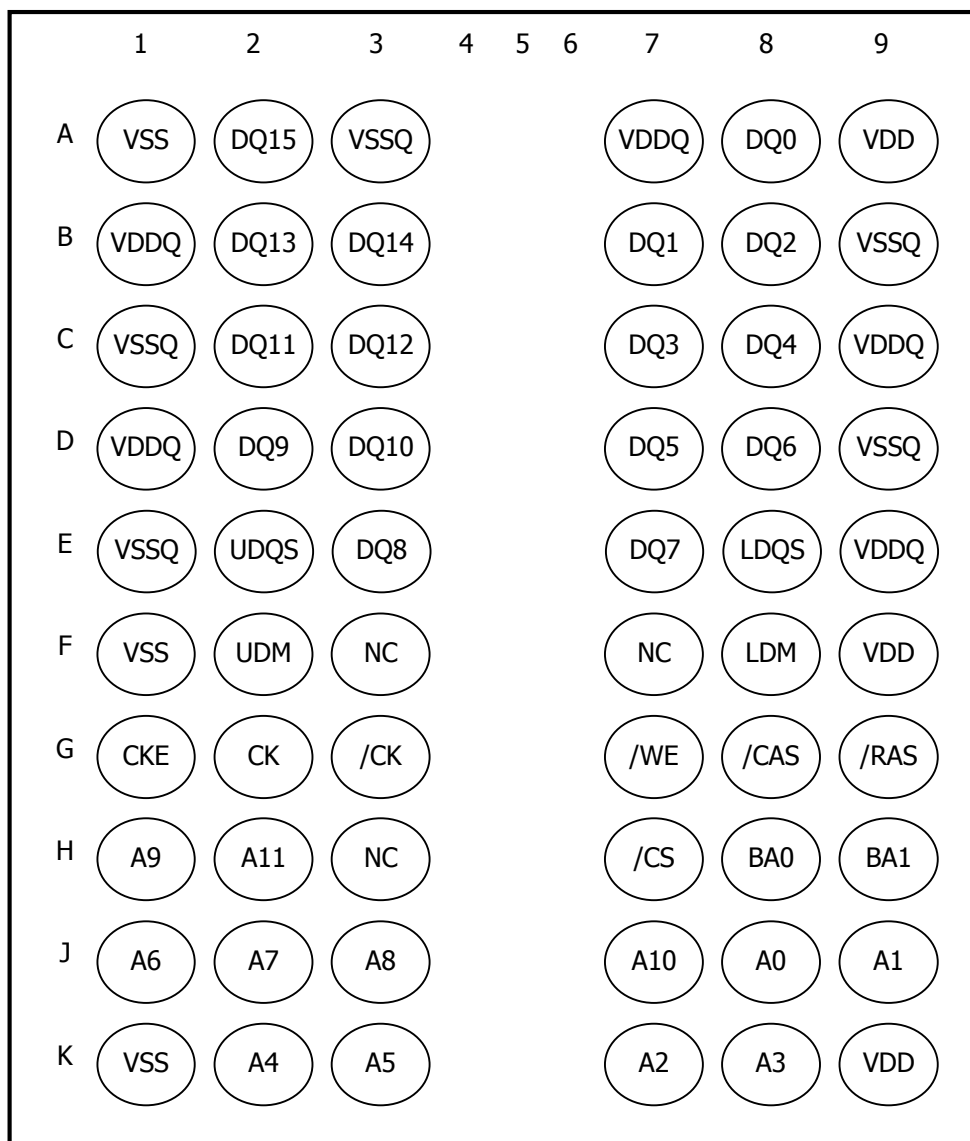 1 2 3 4 5 6 7 8 9
A VSS DQ15 VSSQ VDDQ DQ0 VDD
B VDDQ DQ13 DQ14 DQ1 DQ2 VSSQ
C VSSQ DQ11 DQ12 DQ3 DQ4 VDDQ
D VDDQ DQ9 DQ10 DQ5 DQ6 VSSQ
E VSSQ UDQS DQ8 DQ7 LDQS VDDQ
F VSS UDM NC NC LDM VDD
G CKE CK /CK /WE /CAS /RAS
H A9 A11 NC /CS BA0 BA1
J A6 A7 A8 A10 A0 A1
K VSS A4 A5 A2 A3 VDD